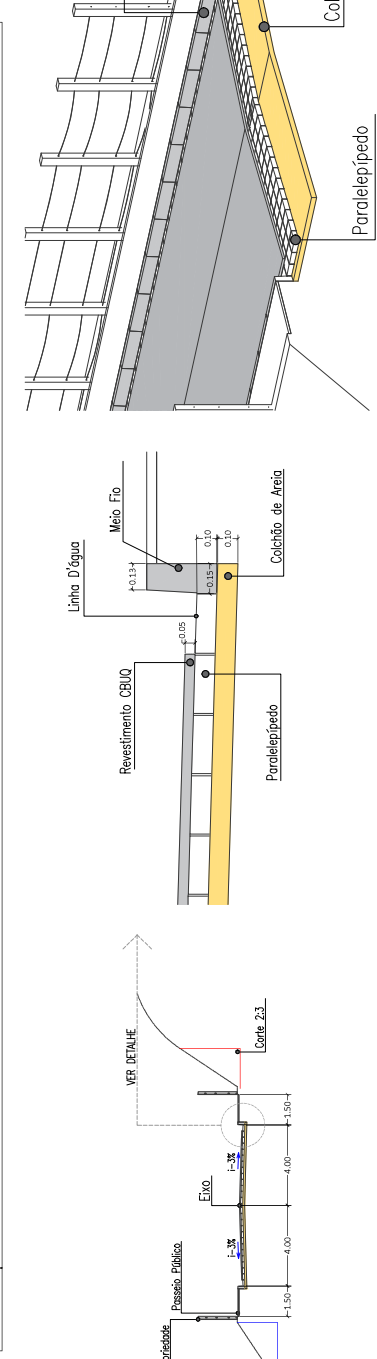 Paralelepípedo
Linha D'água
Meio Fio
Revestimento CBUQ
0.13
0.05
0.15
0.10
0.10
Colchão de Areia
Paralelepípedo
VER DETALHE
Corte 2:3
Eixo
Passeio Público
i=3%
i=3%
1.50
4.00
4.00
1.50